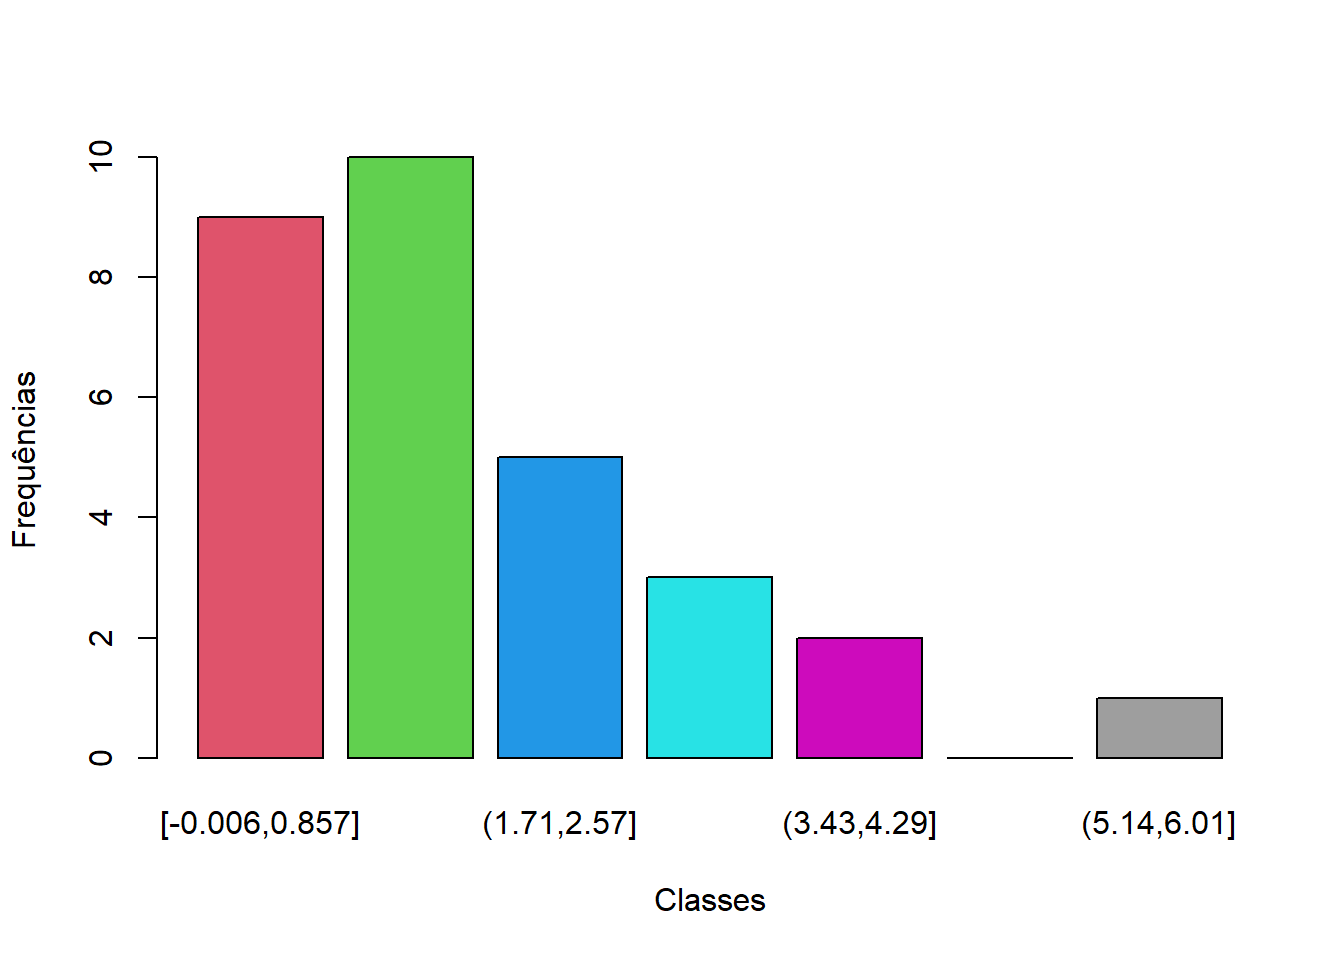 Frequências
10
8
6
4
2
0
[-0.006,0.857] (1.71,2.57] (3.43,4.29] (5.14,6.01]
Classes